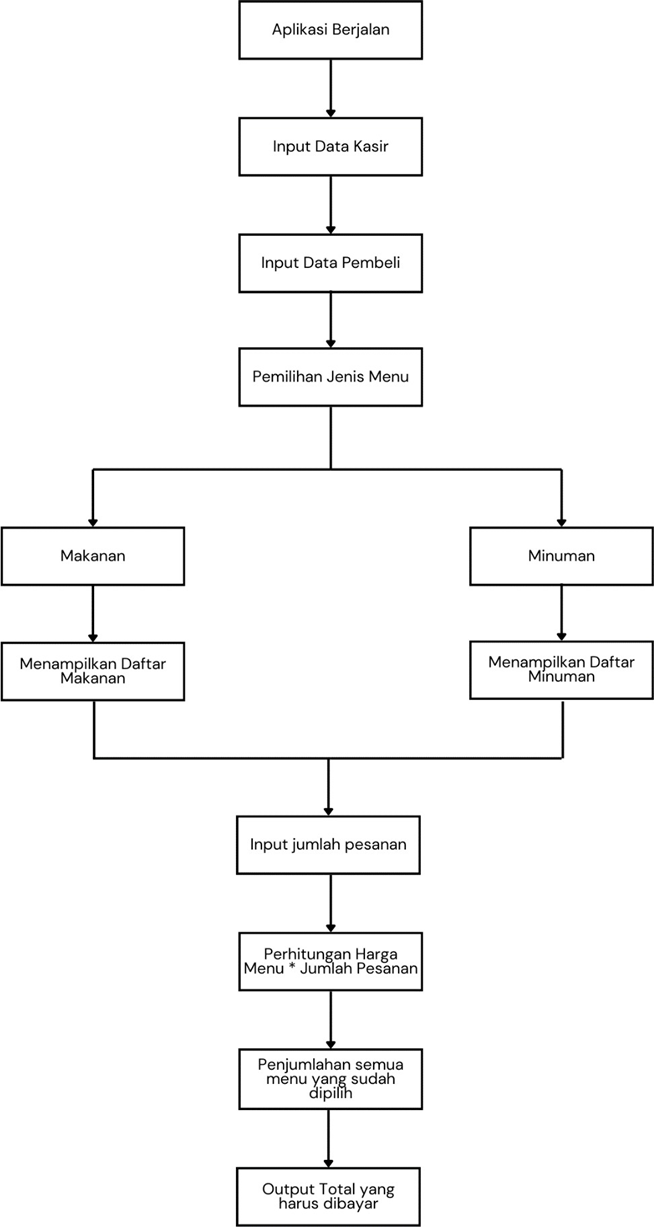 Aplikasi Berjalan
Input Data Kasir
Input Data Pembeli
Pemilihan Jenis Menu
Makanan
Minuman
Menampilkan Daftar
Makanan
Menampilkan Daftar
Minuman
Input jumlah pesanan
Perhitungan Harga
Menu * Jumlah Pesanan
Penjumlahan semua
menu yang sudah
dipilih
Output Total yang
harus dibayar